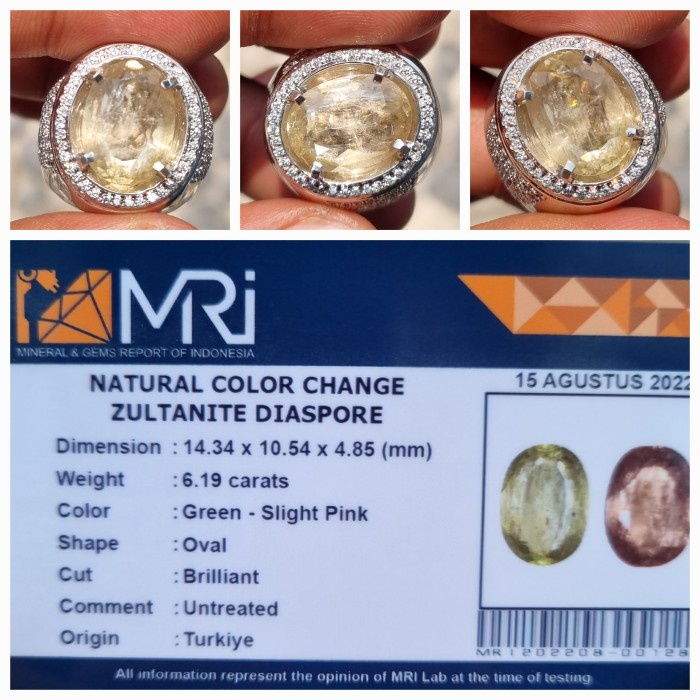 MRi
MINERAL & GEMS REPORT OF INDONESIA
NATURAL COLOR CHANGE
ZULTANITE DIASPORE
15 AGUSTUS 2022
Dimension : 14.34 x 10.54 x 4.85 (mm)
Weight : 6.19 carats
Color : Green - Slight Pink
Shape : Oval
Cut : Brilliant
Comment : Untreated
Origin : Turkiye
MRI202208-00128
All information represent the opinion of MRI Lab at the time of testing